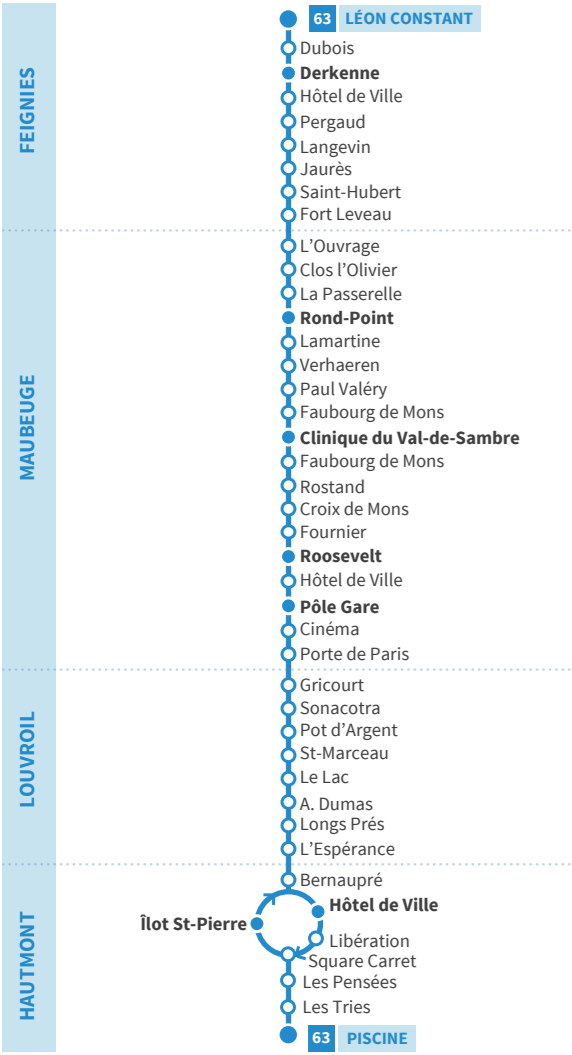 63 LÉON CONSTANT
FEIGNIES
Dubois
Derkenne
Hôtel de Ville
Pergaud
Langevin
Jaurès
Saint-Hubert
Fort Leveau
MAUBEUGE
L'Ouvrage
Clos l'Olivier
La Passerelle
Rond-Point
Lamartine
Verhaeren
Paul Valéry
Faubourg de Mons
Clinique du Val-de-Sambre
Faubourg de Mons
Rostand
Croix de Mons
Fournier
Roosevelt
Hôtel de Ville
Pôle Gare
Cinéma
Porte de Paris
LOUVROIL
Gricourt
Sonacotra
Pot d'Argent
St-Marceau
Le Lac
A. Dumas
Longs Prés
L'Espérance
HAUTMONT
Bernaupré
Hôtel de Ville
Îlot St-Pierre
Libération
Square Carret
Les Pensées
Les Tries
63 PISCINE